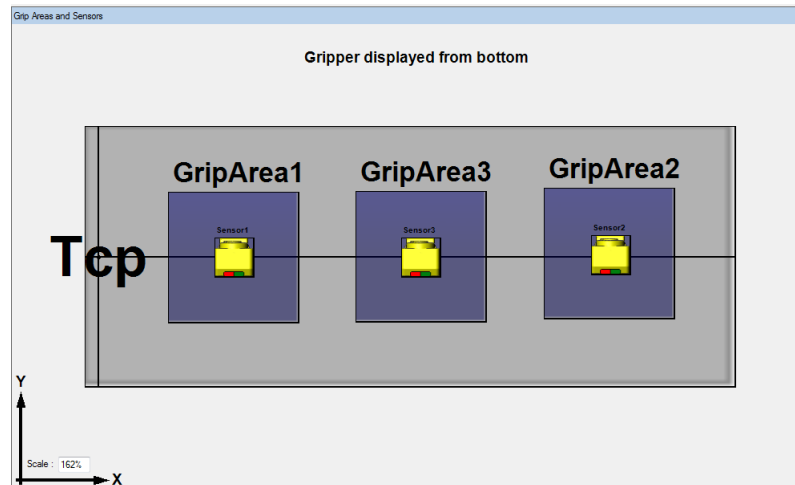 Grip Areas and Sensors
Gripper displayed from bottom
GripArea1 GripArea3 GripArea2
Sensor1 Sensor3 Sensor2
Tcp
Y
Scale : 162%
X